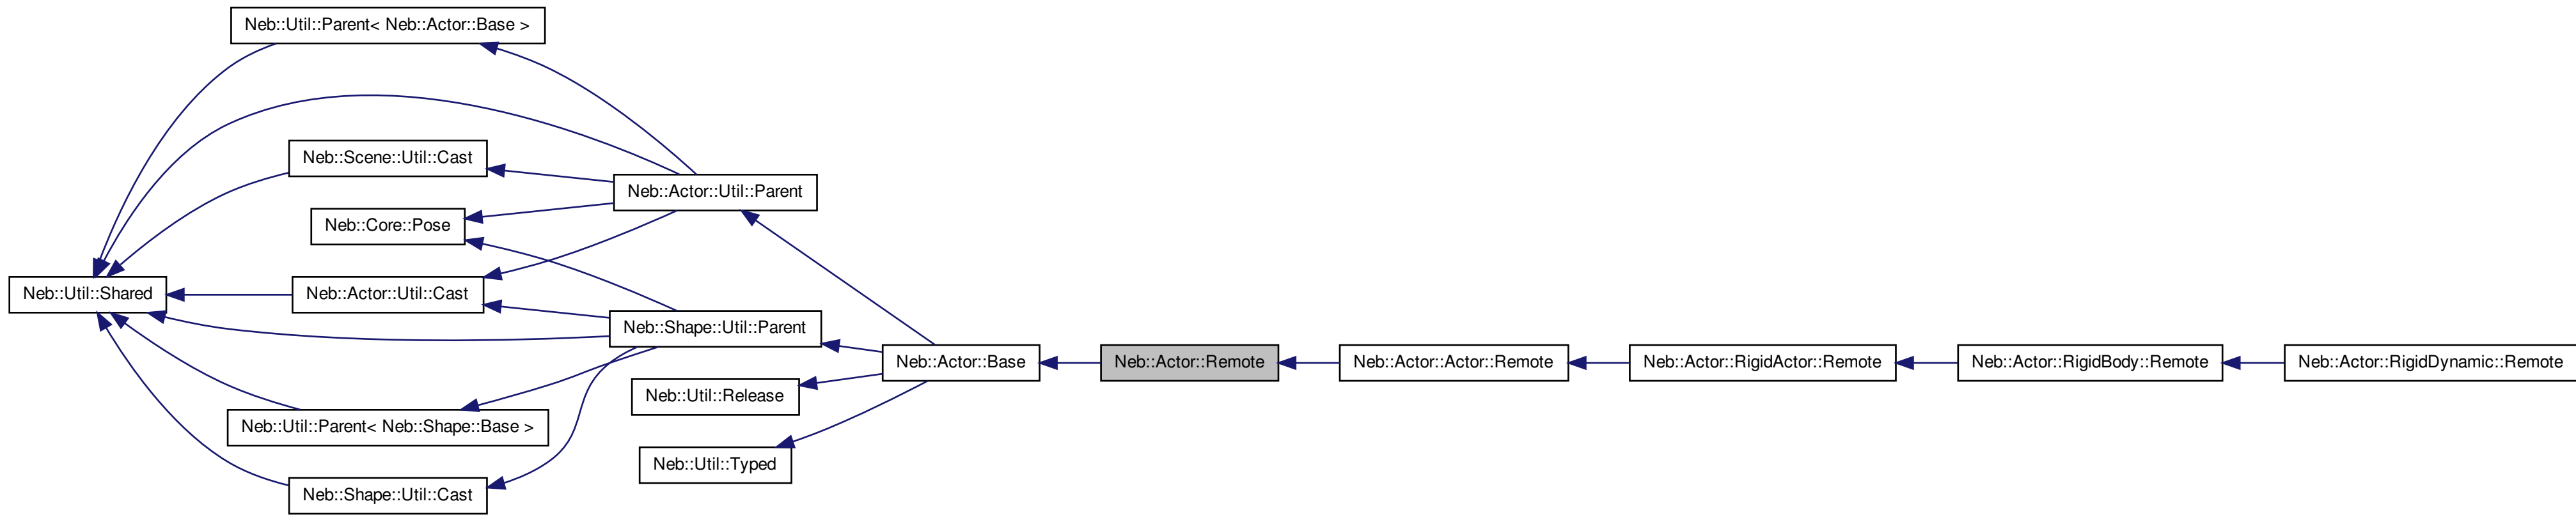 Neb::Util::Parent< Neb::Actor::Base >
Neb::Scene::Util::Cast
Neb::Actor::Util::Parent
Neb::Core::Pose
Neb::Util::Shared
Neb::Actor::Util::Cast
Neb::Shape::Util::Parent
Neb::Actor::Base
Neb::Actor::Remote
Neb::Actor::Actor::Remote
Neb::Actor::RigidActor::Remote
Neb::Actor::RigidBody::Remote
Neb::Actor::RigidDynamic::Remote
Neb::Util::Release
Neb::Util::Parent< Neb::Shape::Base >
Neb::Util::Typed
Neb::Shape::Util::Cast